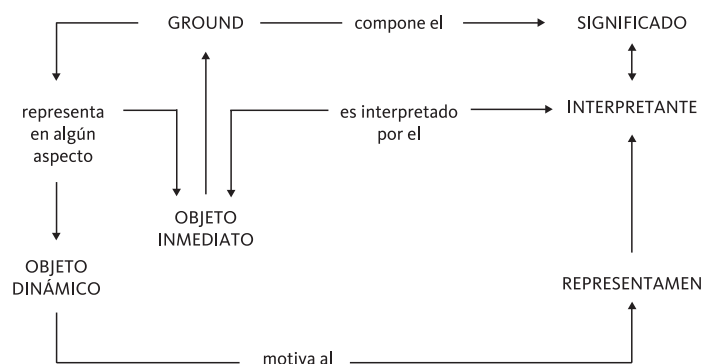 GROUND compone el SIGNIFICADO
representa
en algún
aspecto
es interpretado
por el
INTERPRETANTE
OBJETO
INMEDIATO
OBJETO
DINÁMICO
REPRESENTAMEN
motiva al